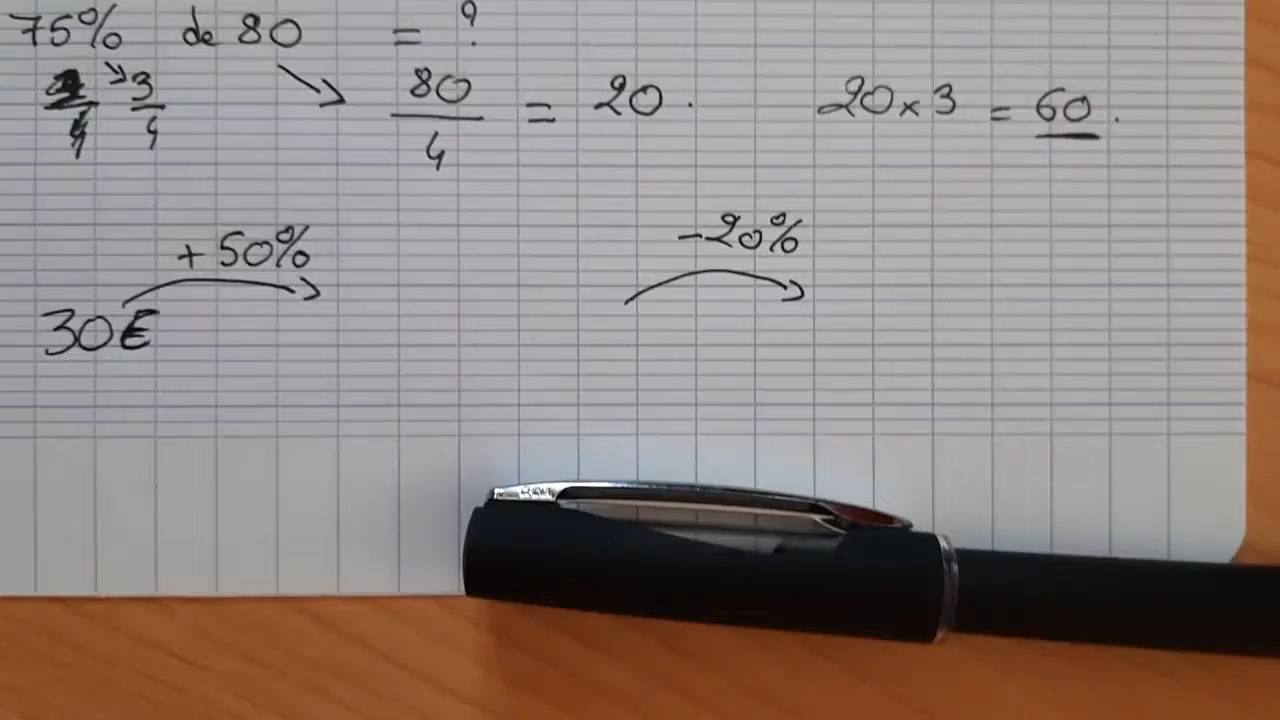 75% de 80 = ?
3/4 80/4 = 20. 20 x 3 = 60.
+50% -20%
30€